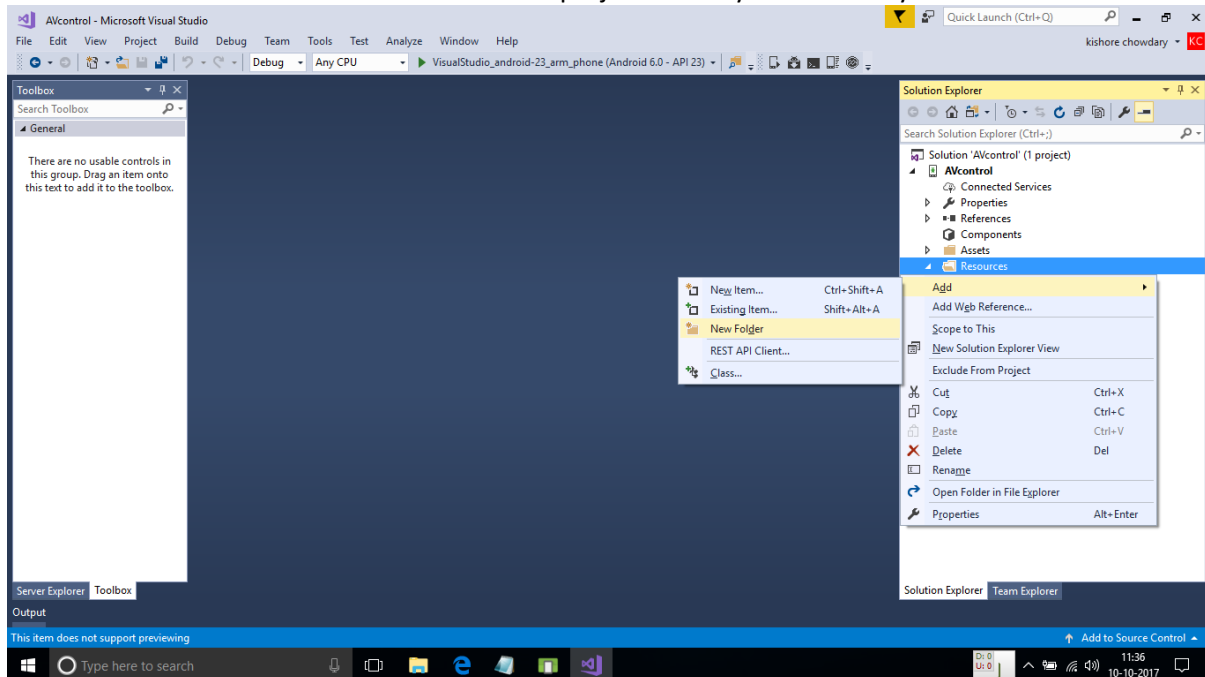 AVcontrol - Microsoft Visual Studio
Quick Launch (Ctrl+Q)
File Edit View Project Build Debug Team Tools Test Analyze Window Help
kishore chowdary KC
Debug Any CPU VisualStudio_android-23_arm_phone (Android 6.0 - API 23)
Toolbox
Search Toolbox
General
There are no usable controls in
this group. Drag an item onto
this text to add it to the toolbox.
Solution Explorer
Search Solution Explorer (Ctrl+;)
Solution 'AVcontrol' (1 project)
AVcontrol
Connected Services
Properties
References
Components
Assets
Resources
New Item... Ctrl+Shift+A
Existing Item... Shift+Alt+A
New Folder
REST API Client...
Class...
Add
Add Web Reference...
Scope to This
New Solution Explorer View
Exclude From Project
Cut Ctrl+X
Copy Ctrl+C
Paste Ctrl+V
Delete Del
Rename
Open Folder in File Explorer
Properties Alt+Enter
Server Explorer Toolbox
Solution Explorer Team Explorer
Output
This item does not support previewing
Add to Source Control
Type here to search
D: 0
U: 0
11:36
10-10-2017